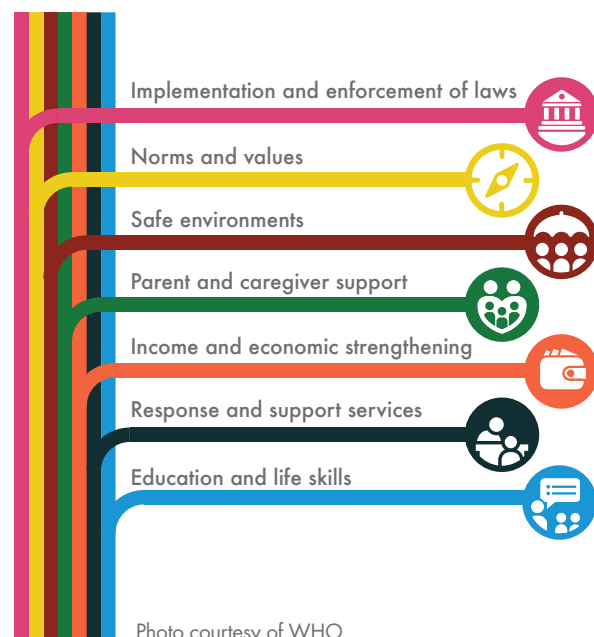 Implementation and enforcement of laws
Norms and values
Safe environments
Parent and caregiver support
Income and economic strengthening
Response and support services
Education and life skills
Photo courtesy of WHO